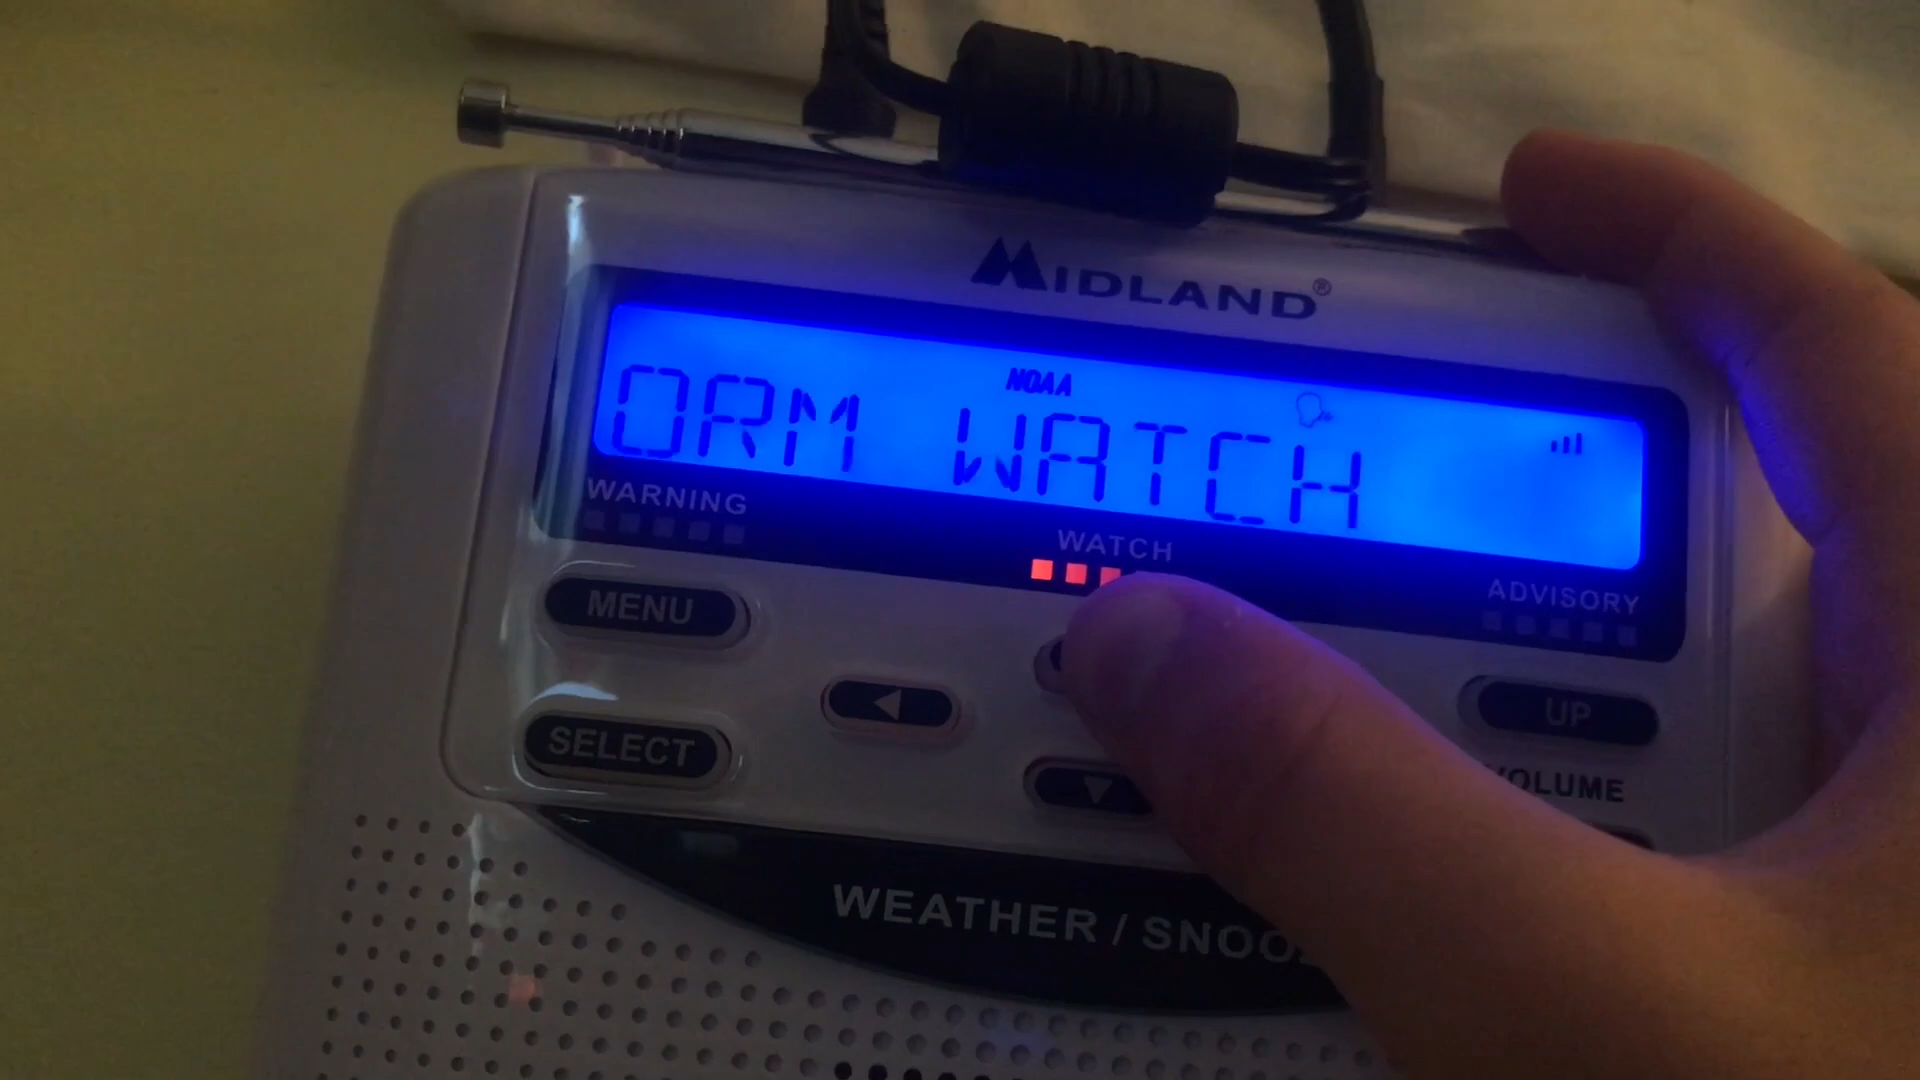 MIDLAND®
NOAA
ORM WATCH
WARNING
WATCH
ADVISORY
MENU
UP
SELECT
VOLUME
WEATHER / SNOO